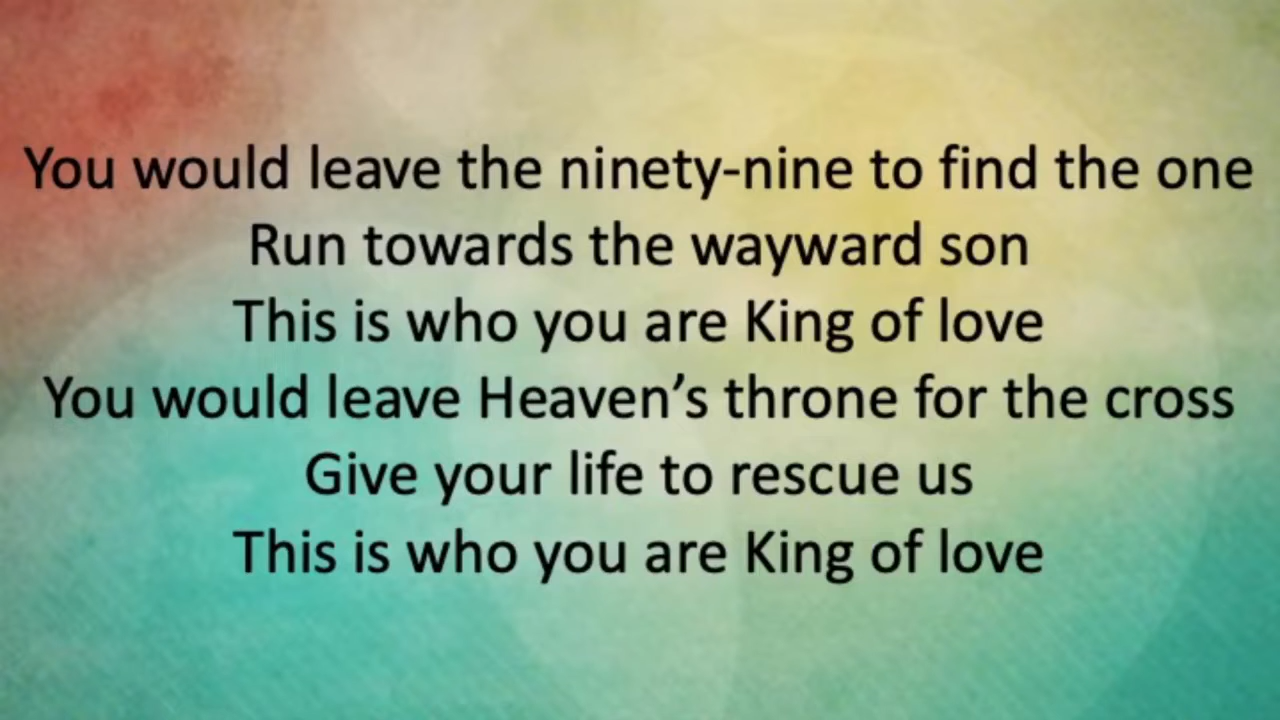 You would leave the ninety-nine to find the one
Run towards the wayward son
This is who you are King of love
You would leave Heaven’s throne for the cross
Give your life to rescue us
This is who you are King of love